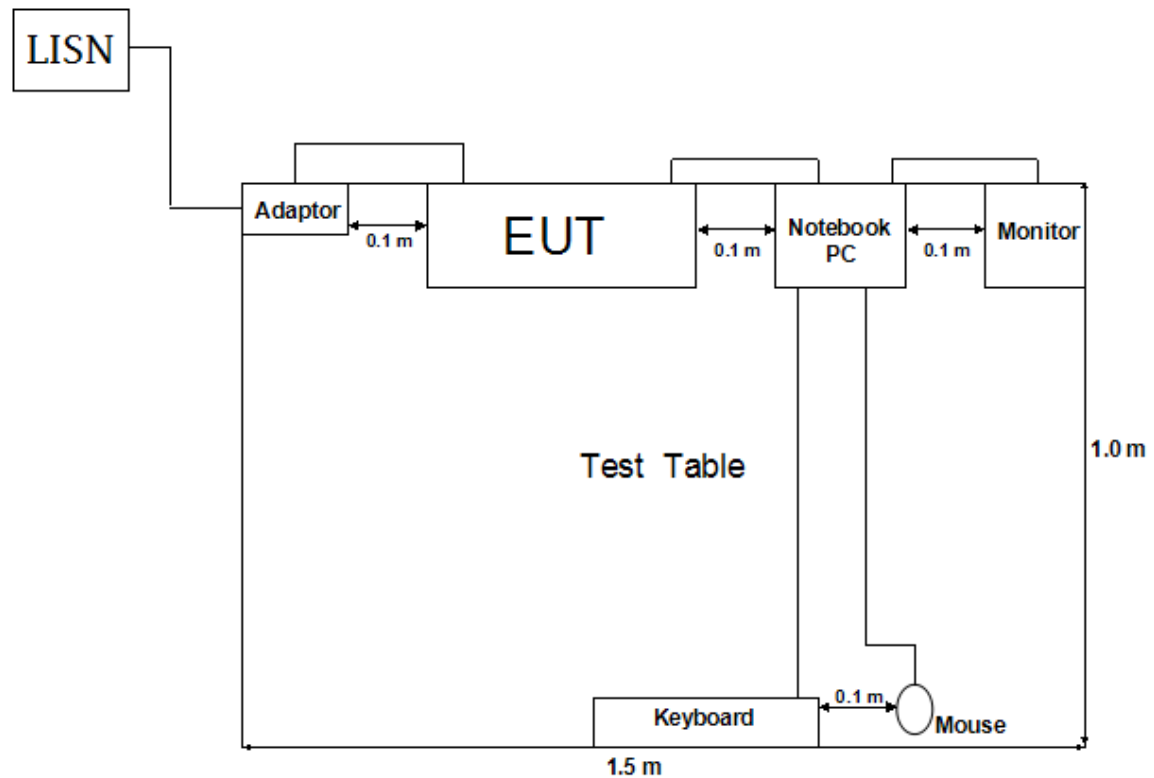 LISN
Adaptor
0.1 m
EUT
0.1 m
Notebook
PC
0.1 m
Monitor
Test Table
1.0 m
Keyboard
0.1 m
Mouse
1.5 m